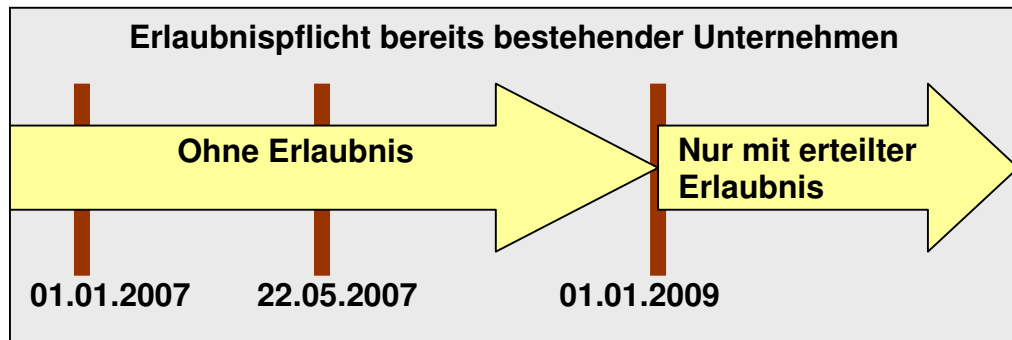 Erlaubnispflicht bereits bestehender Unternehmen
Ohne Erlaubnis
Nur mit erteilter
Erlaubnis
01.01.2007
22.05.2007
01.01.2009